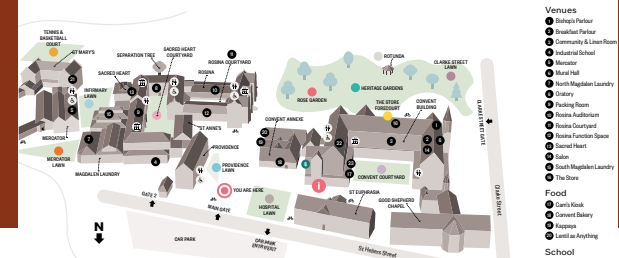 TENNIS &
BASKETBALL
COURT
ST MARY'S
SEPARATION TREE
SACRED HEART
COURTYARD
ROSINA COURTYARD
ROSINA
SACRED HEART
INFIRMARY
LAWN
ROTUNDA
CLARKE STREET
LAWN
HERITAGE GARDENS
ROSE GARDEN
THE STORE
FORECOURT
CONVENT
BUILDING
CONVENT ANNEXE
CLARKE STREET GATE
MERCATOR
MERCATOR
LAWN
MAGDALEN LAUNDRY
ST ANNE'S
PROVIDENCE
PROVIDENCE
LAWN
YOU ARE HERE
CONVENT COURTYARD
ST EUPHRASIA
GOOD SHEPHERD
CHAPEL
GATE 2
MAIN GATE
HOSPITAL
LAWN
CAR PARK
CAR PARK
ENTRY/EXIT
St Heliers Street
Clarke Street
N
Venues
1 Bishop's Parlour
2 Breakfast Parlour
3 Community & Linen Room
4 Industrial School
5 Mercator
6 Mural Hall
7 North Magdalen Laundry
8 Oratory
9 Packing Room
10 Rosina Auditorium
11 Rosina Courtyard
12 Rosina Function Space
13 Sacred Heart
14 Salon
15 South Magdalen Laundry
16 The Store
Food
17 Cam's Kiosk
18 Convent Bakery
19 Kappaya
20 Lentil as Anything
School